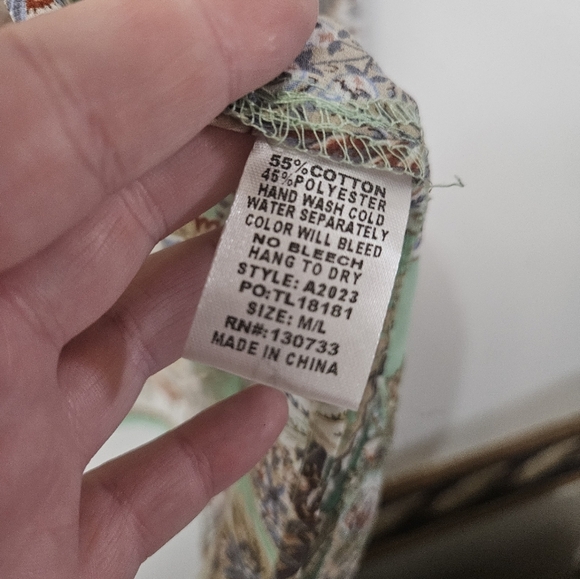 55%COTTON
45%POLYESTER
HAND WASH COLD
WATER SEPARATELY
COLOR WILL BLEED
NO BLEECH
HANG TO DRY
STYLE: A2023
PO:TL18181
SIZE: M/L
RN#:130733
MADE IN CHINA